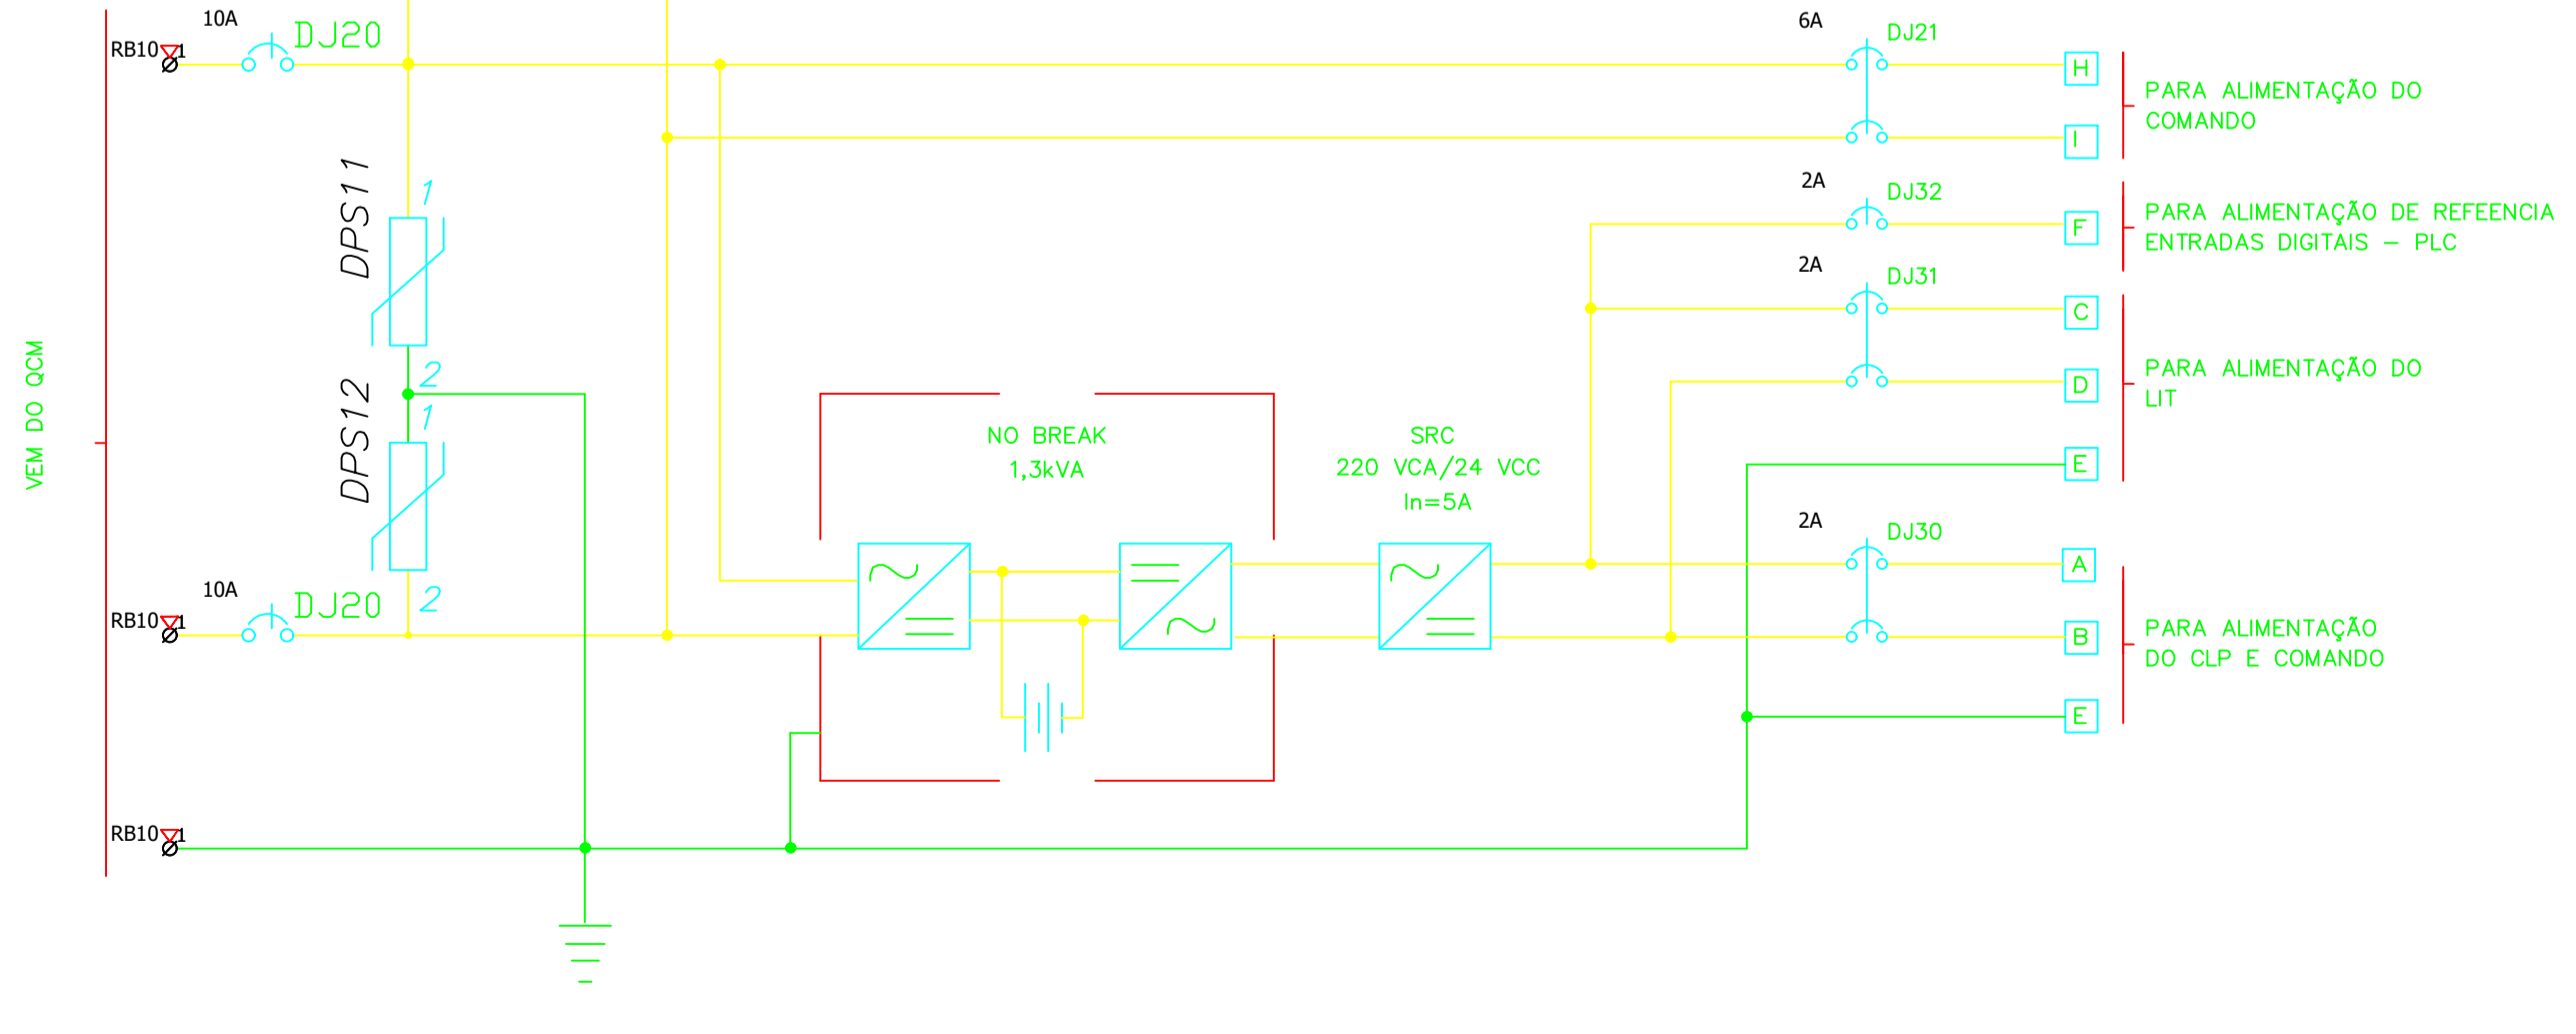 10A
DJ20
6A
DJ21
RB10
1
H
PARA ALIMENTAÇÃO DO
COMANDO
I
DPS11
1
2A
DJ32
F
PARA ALIMENTAÇÃO DE REFEENCIA
ENTRADAS DIGITAIS – PLC
2A
DJ31
C
VEM DO QCM
2
DPS12
1
D
PARA ALIMENTAÇÃO DO
LIT
NO BREAK
1,3kVA
SRC
220 VCA/24 VCC
In=5A
E
2A
DJ30
A
10A
DJ20
2
RB10
1
B
PARA ALIMENTAÇÃO
DO CLP E COMANDO
E
RB10
1